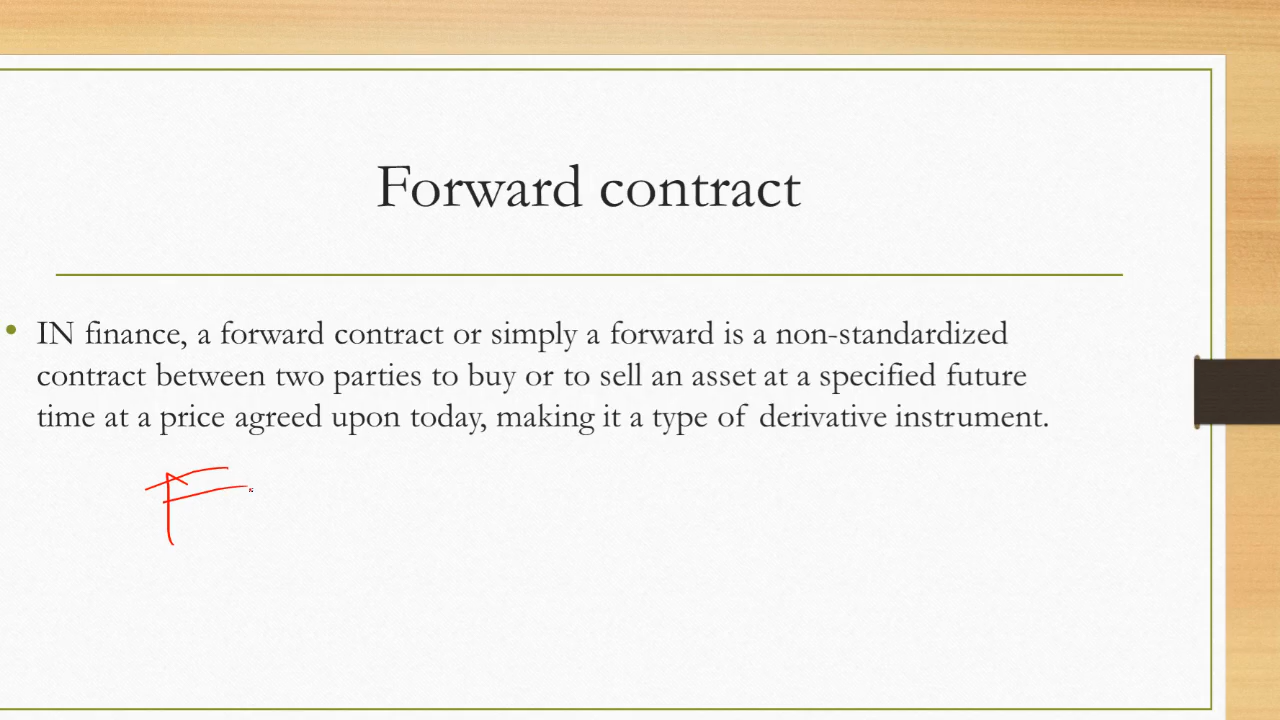 Forward contract
• IN finance, a forward contract or simply a forward is a non-standardized
contract between two parties to buy or to sell an asset at a specified future
time at a price agreed upon today, making it a type of derivative instrument.
F